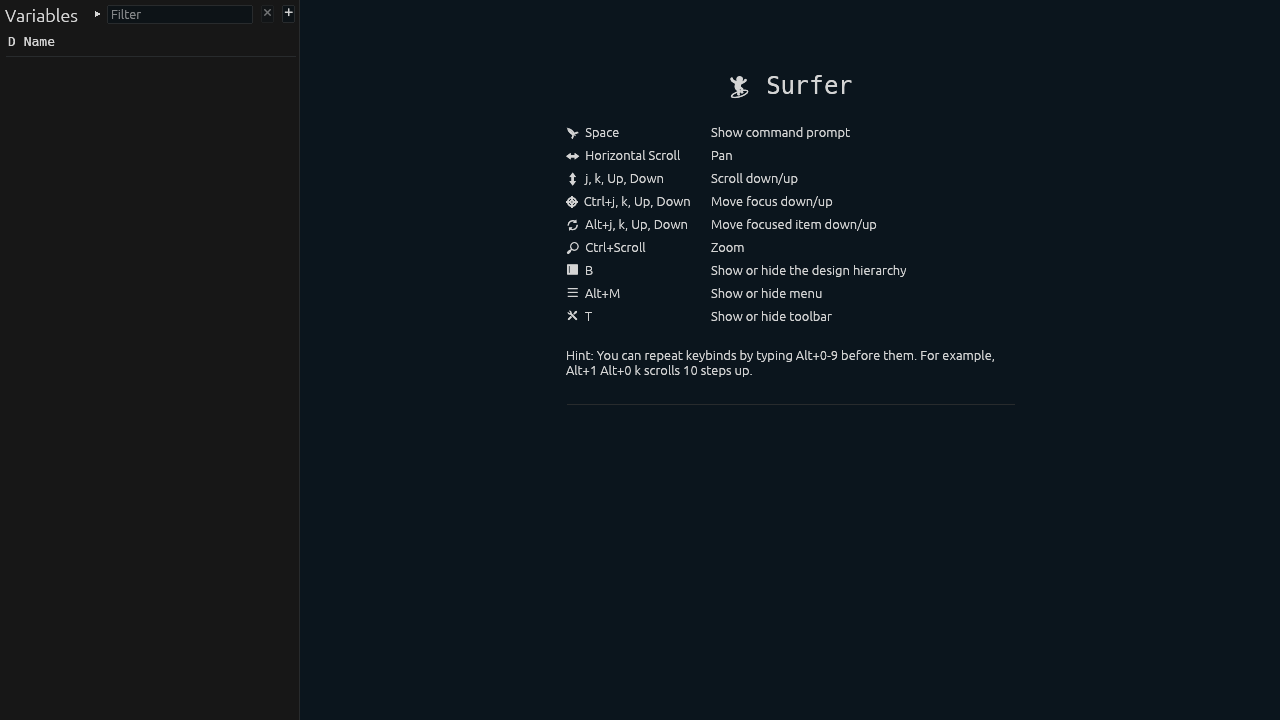 Variables Filter × +
D Name
Surfer
Space Show command prompt
Horizontal Scroll Pan
j, k, Up, Down Scroll down/up
Ctrl+j, k, Up, Down Move focus down/up
Alt+j, k, Up, Down Move focused item down/up
Ctrl+Scroll Zoom
B Show or hide the design hierarchy
Alt+M Show or hide menu
T Show or hide toolbar
Hint: You can repeat keybinds by typing Alt+0-9 before them. For example,
Alt+1 Alt+0 k scrolls 10 steps up.